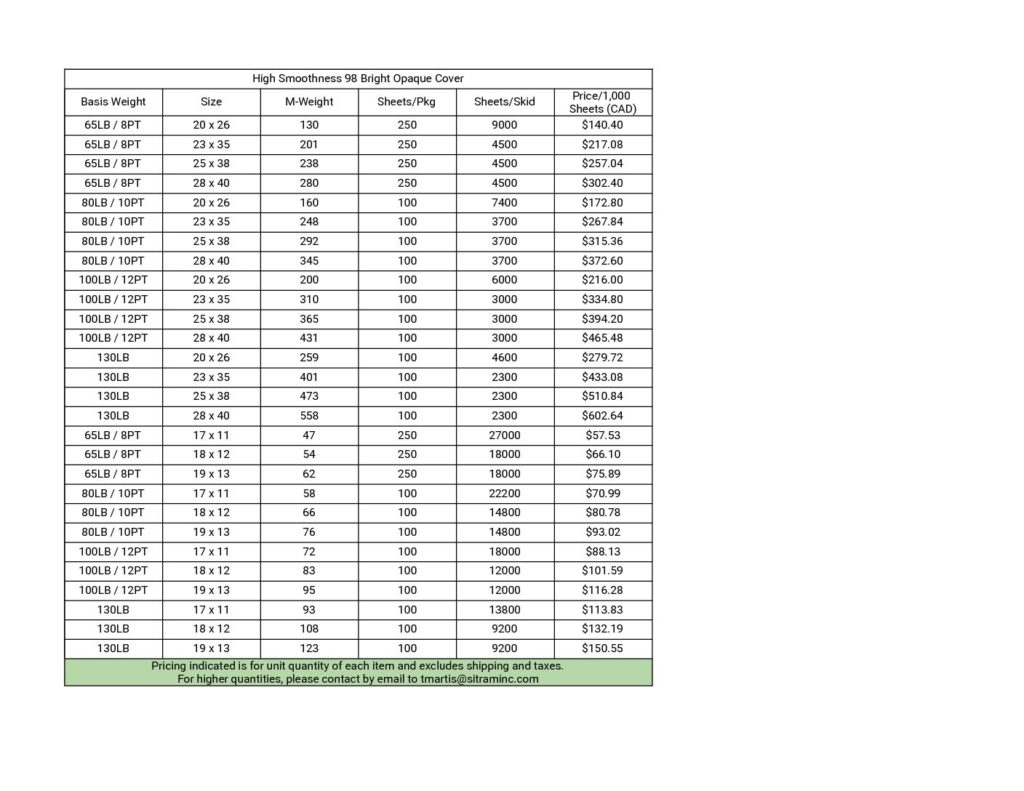 High Smoothness 98 Bright Opaque Cover
Basis Weight Size M-Weight Sheets/Pkg Sheets/Skid Price/1,000 Sheets (CAD)
65LB / 8PT 20 x 26 130 250 9000 $140.40
65LB / 8PT 23 x 35 201 250 4500 $217.08
65LB / 8PT 25 x 38 238 250 4500 $257.04
65LB / 8PT 28 x 40 280 250 4500 $302.40
80LB / 10PT 20 x 26 160 100 7400 $172.80
80LB / 10PT 23 x 35 248 100 3700 $267.84
80LB / 10PT 25 x 38 292 100 3700 $315.36
80LB / 10PT 28 x 40 345 100 3700 $372.60
100LB / 12PT 20 x 26 200 100 6000 $216.00
100LB / 12PT 23 x 35 310 100 3000 $334.80
100LB / 12PT 25 x 38 365 100 3000 $394.20
100LB / 12PT 28 x 40 431 100 3000 $465.48
130LB 20 x 26 259 100 4600 $279.72
130LB 23 x 35 401 100 2300 $433.08
130LB 25 x 38 473 100 2300 $510.84
130LB 28 x 40 558 100 2300 $602.64
65LB / 8PT 17 x 11 47 250 27000 $57.53
65LB / 8PT 18 x 12 54 250 18000 $66.10
65LB / 8PT 19 x 13 62 250 18000 $75.89
80LB / 10PT 17 x 11 58 100 22200 $70.99
80LB / 10PT 18 x 12 66 100 14800 $80.78
80LB / 10PT 19 x 13 76 100 14800 $93.02
100LB / 12PT 17 x 11 72 100 18000 $88.13
100LB / 12PT 18 x 12 83 100 12000 $101.59
100LB / 12PT 19 x 13 95 100 12000 $116.28
130LB 17 x 11 93 100 13800 $113.83
130LB 18 x 12 108 100 9200 $132.19
130LB 19 x 13 123 100 9200 $150.55
Pricing indicated is for unit quantity of each item and excludes shipping and taxes.
For higher quantities, please contact by email to tmartis@sitraminc.com